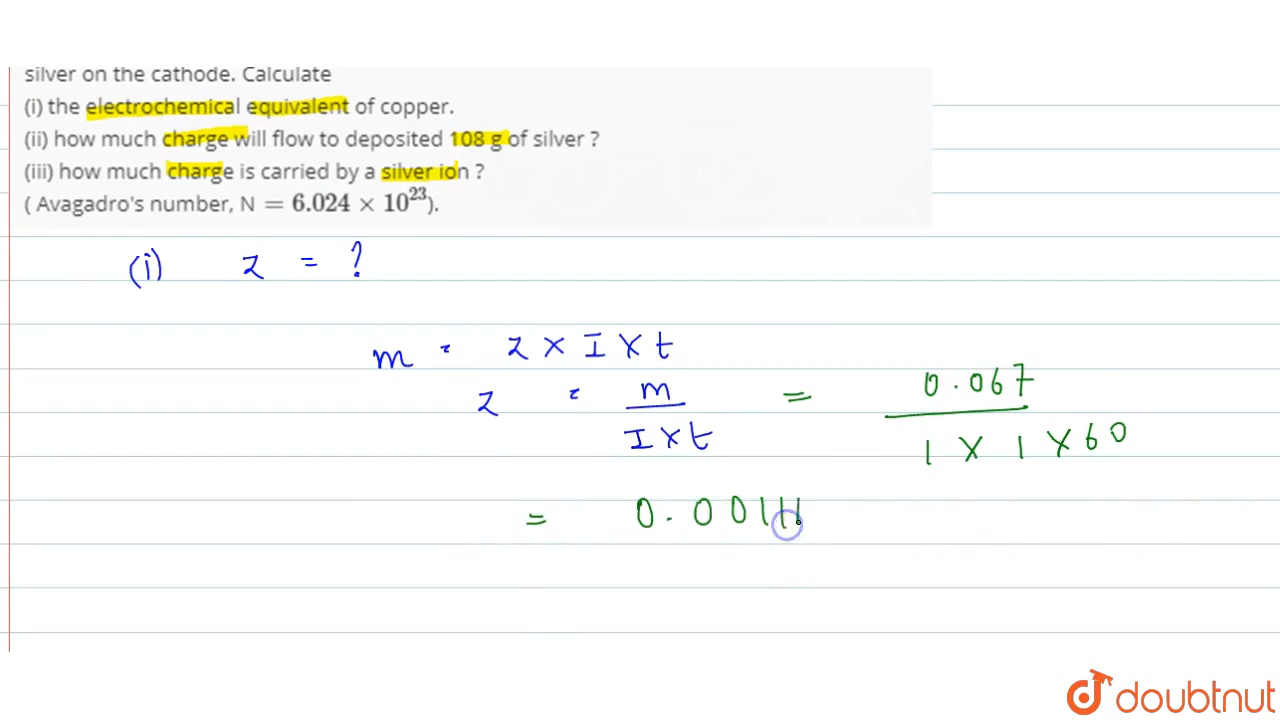 silver on the cathode. Calculate
(i) the electrochemical equivalent of copper.
(ii) how much charge will flow to deposited 108 g of silver ?
(iii) how much charge is carried by a silver ion ?
( Avagadro's number, N = 6.024 × 10^23).
(i) z = ?
m = z × I × t
z = m / I × t = 0.067 / 1 × 1 × 60
= 0.00111
doubtnut